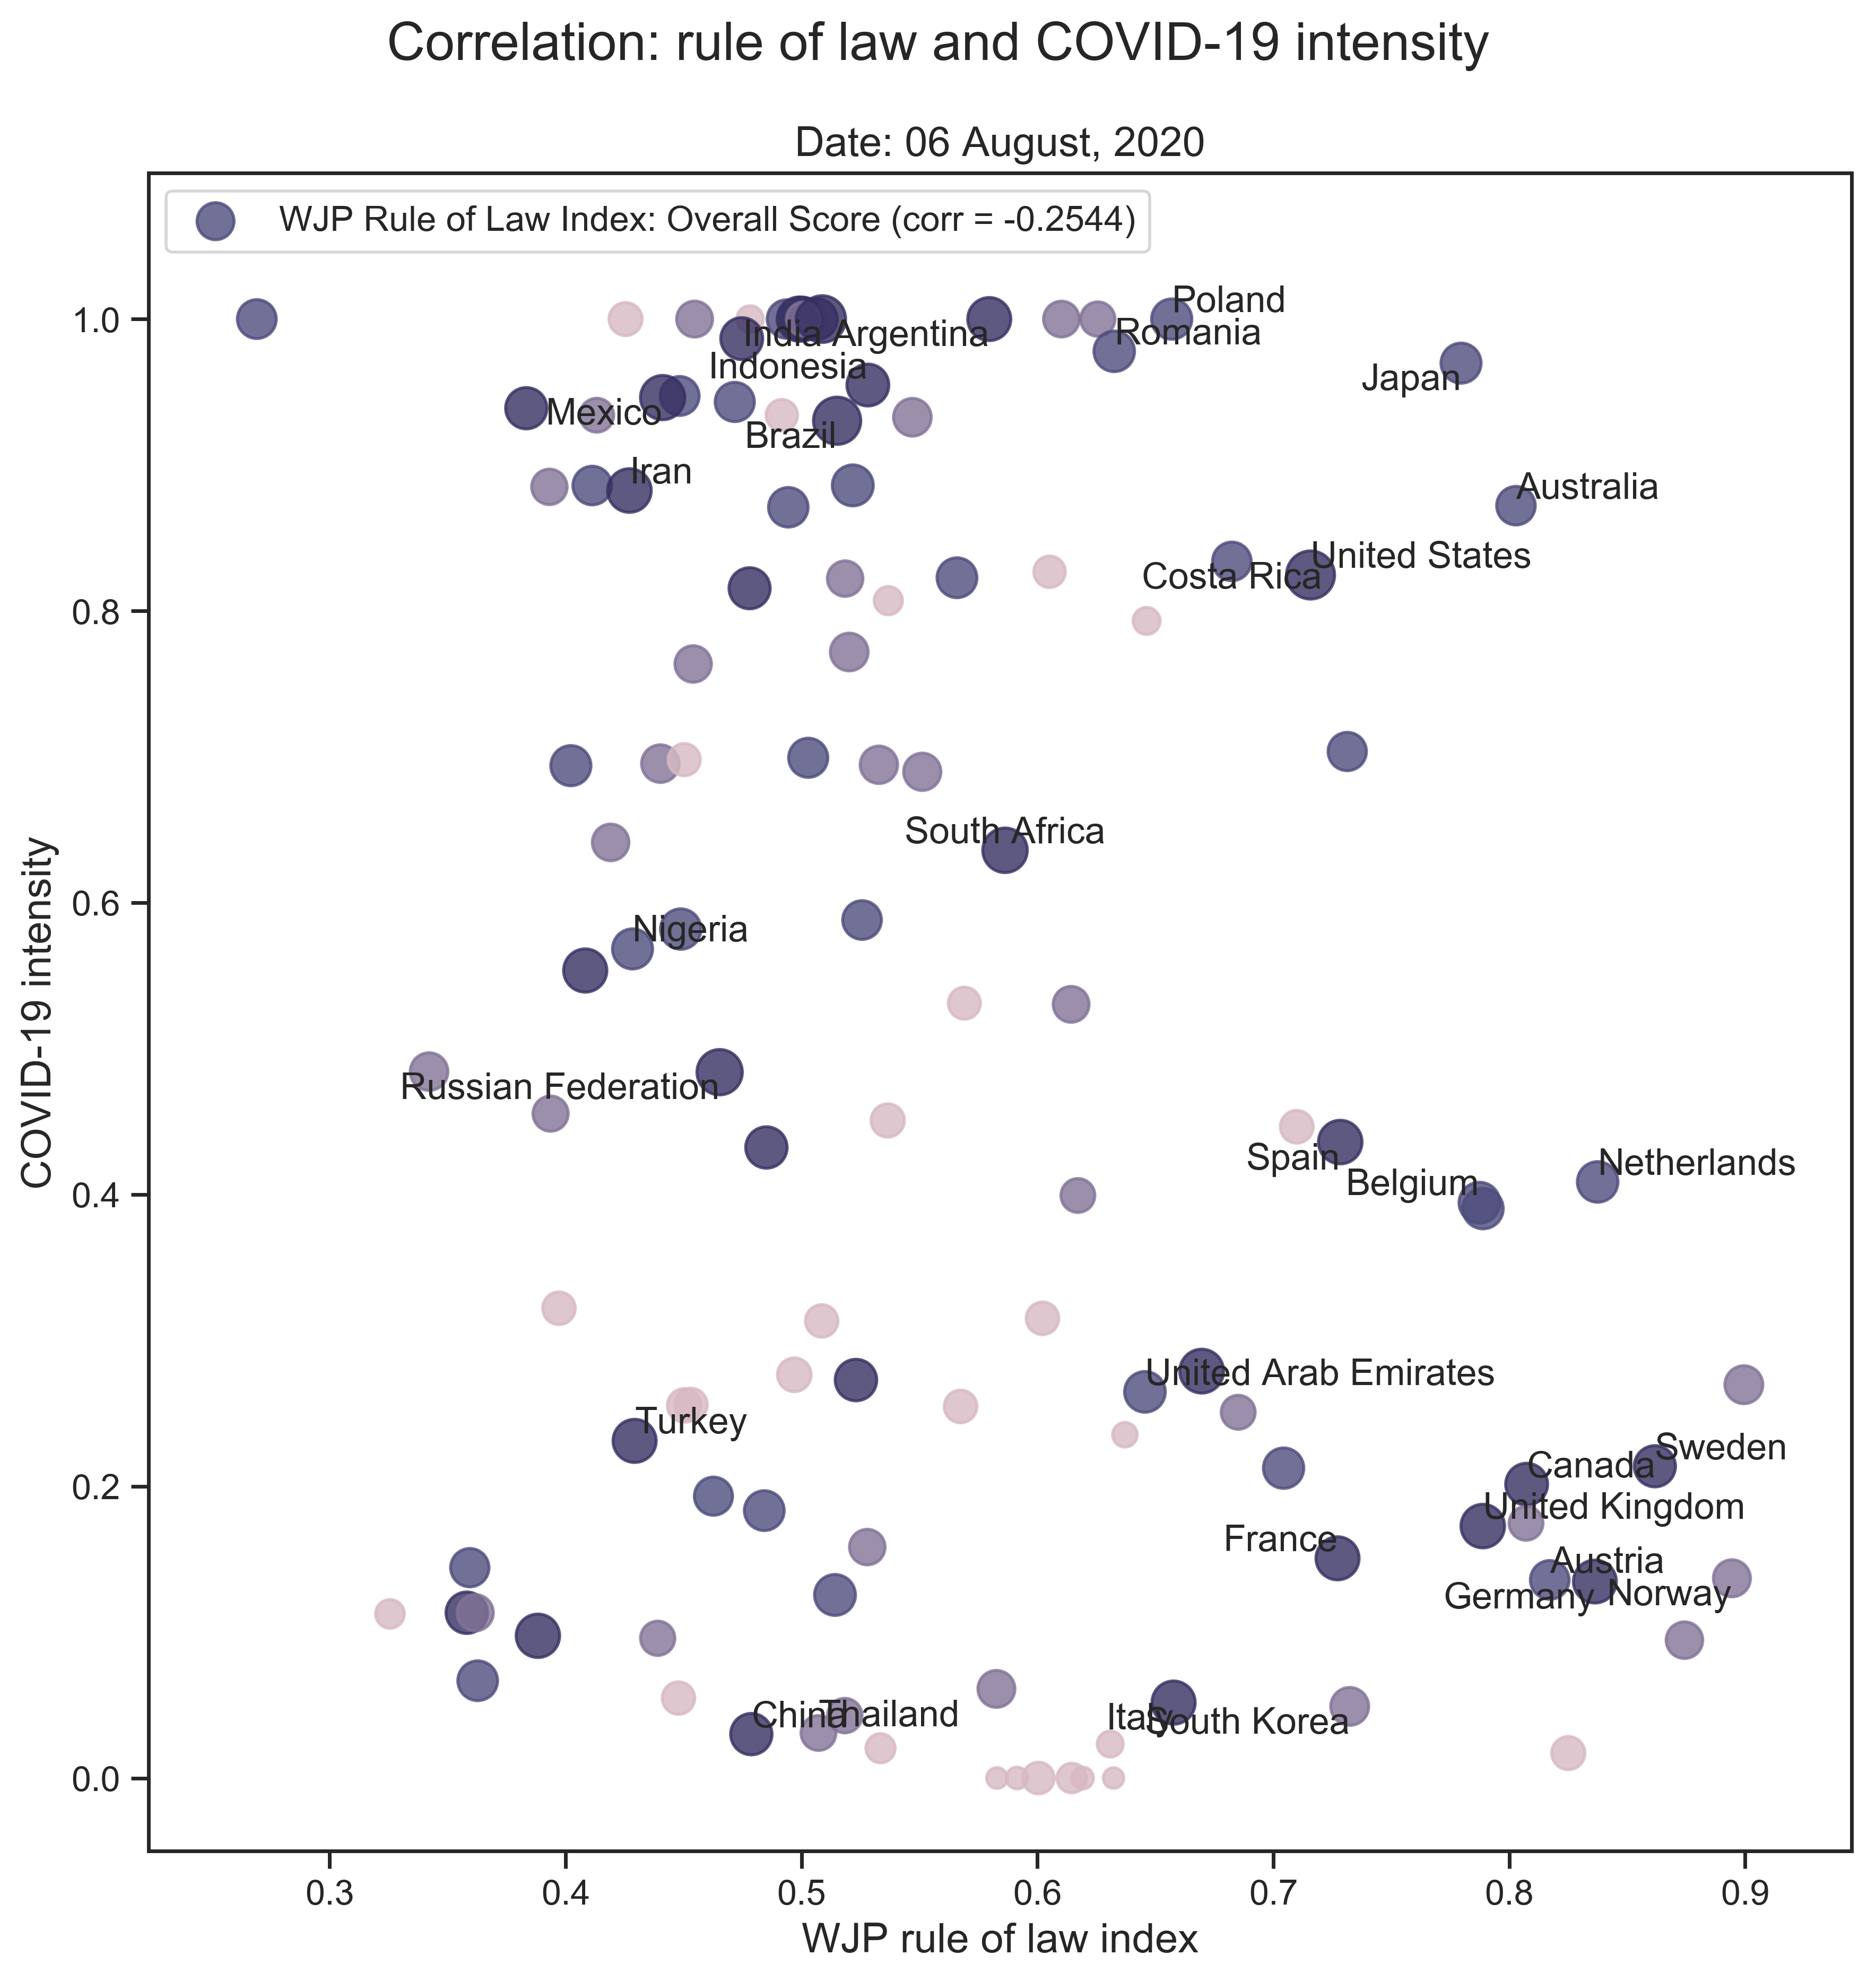 Correlation: rule of law and COVID-19 intensity
Date: 06 August, 2020
WJP Rule of Law Index: Overall Score (corr = -0.2544)
Poland
India
Argentina
Romania
Indonesia
Japan
Mexico
Brazil
Iran
Australia
United States
Costa Rica
South Africa
Nigeria
Russian Federation
Spain
Netherlands
Belgium
United Arab Emirates
Turkey
Sweden
Canada
United Kingdom
France
Austria
Germany
Norway
China
Thailand
Italy
South Korea
COVID-19 intensity
1.0
0.8
0.6
0.4
0.2
0.0
0.3
0.4
0.5
0.6
0.7
0.8
0.9
WJP rule of law index